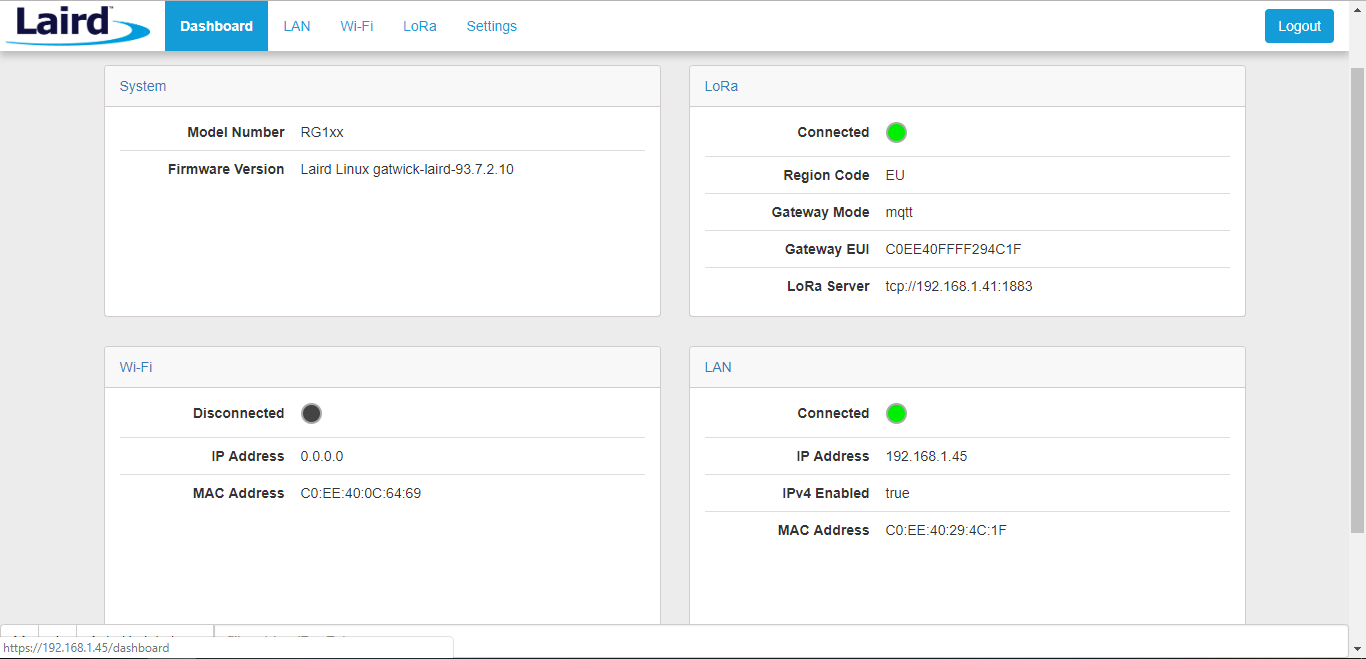 Laird™
Dashboard
LAN
Wi-Fi
LoRa
Settings
Logout
System
Model Number RG1xx
Firmware Version Laird Linux gatwick-laird-93.7.2.10
LoRa
Connected
Region Code EU
Gateway Mode mqtt
Gateway EUI C0EE40FFFF294C1F
LoRa Server tcp://192.168.1.41:1883
Wi-Fi
Disconnected
IP Address 0.0.0.0
MAC Address C0:EE:40:0C:64:69
LAN
Connected
IP Address 192.168.1.45
IPv4 Enabled true
MAC Address C0:EE:40:29:4C:1F
https://192.168.1.45/dashboard